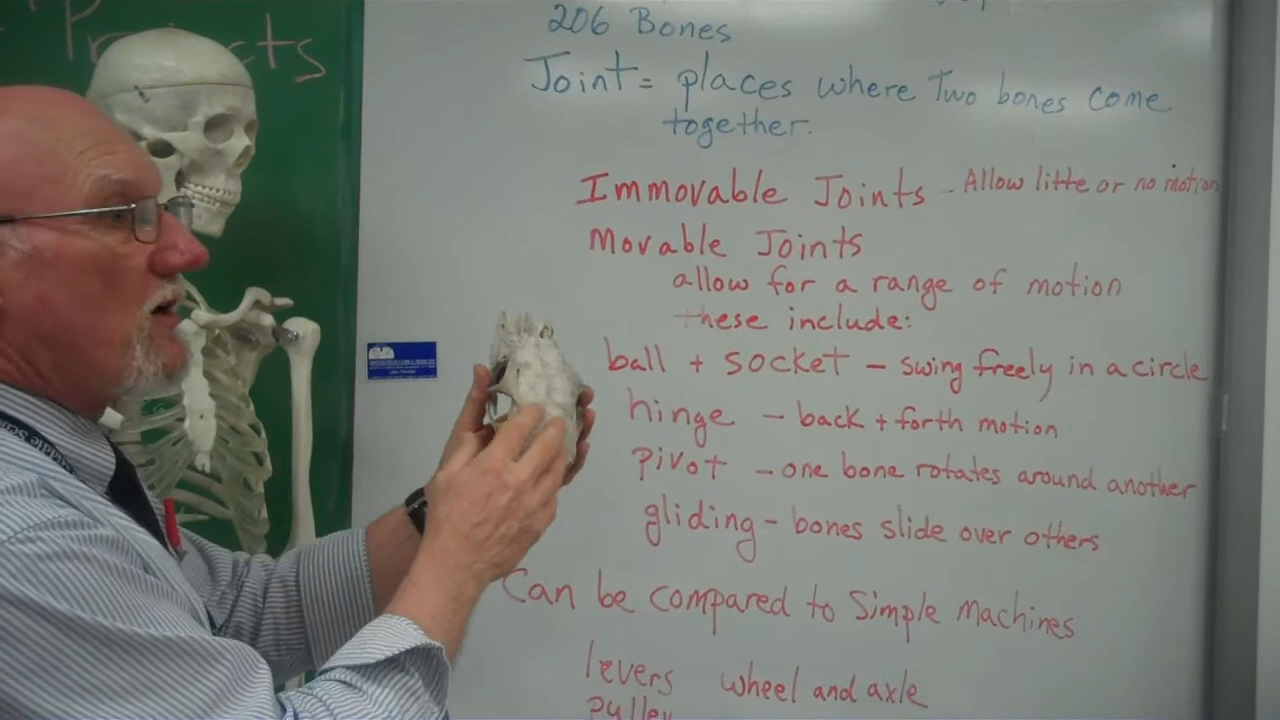 206 Bones
Joint = places where Two bones come
together.
Immovable Joints - Allow litte or no motion
Movable Joints
allow for a range of motion
these include:
ball + socket - swing freely in a circle
hinge - back + forth motion
pivot - one bone rotates around another
gliding - bones slide over others
Can be compared to Simple Machines
levers wheel and axle
pulley